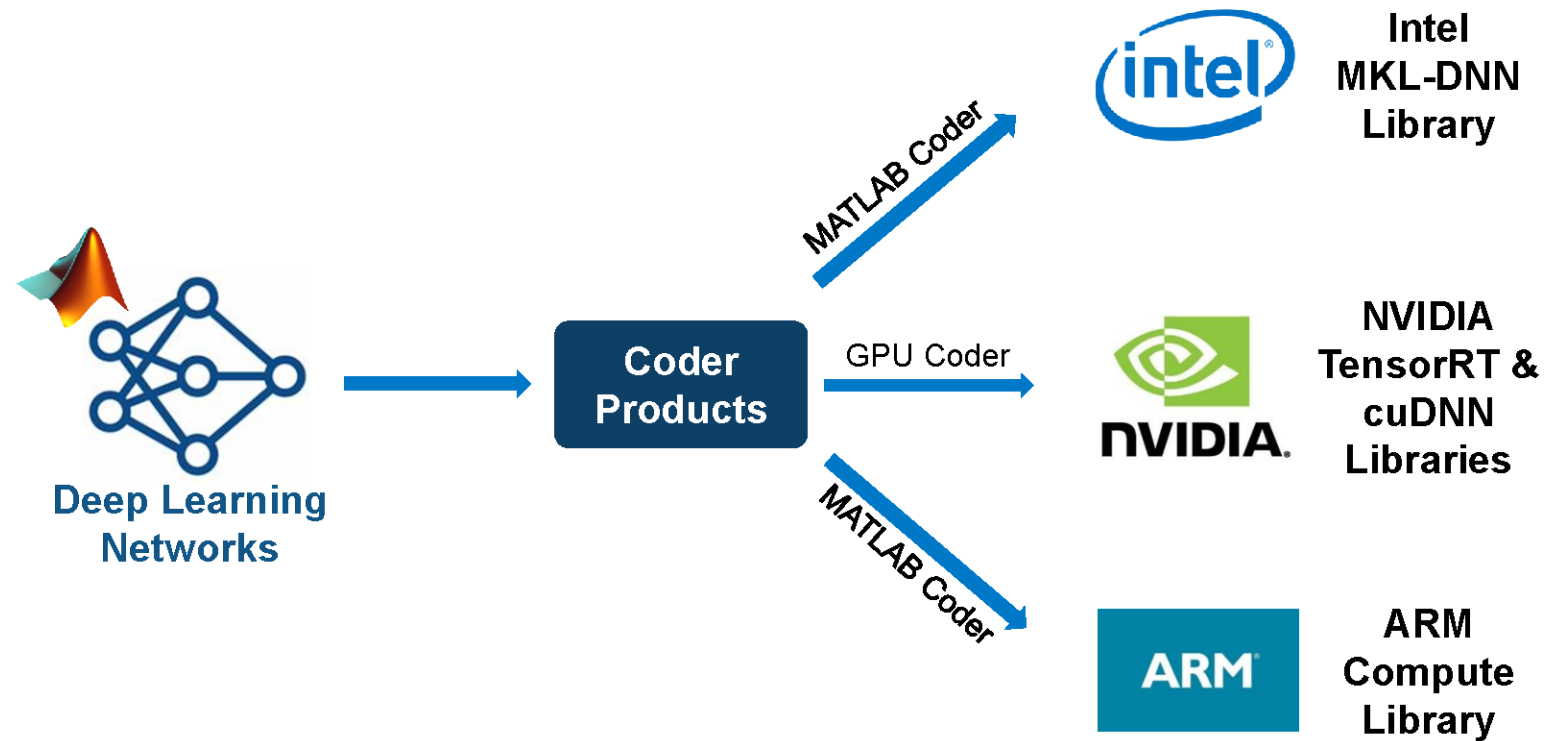 Deep Learning
Networks
Coder
Products
MATLAB Coder
GPU Coder
MATLAB Coder
intel®
Intel
MKL-DNN
Library
NVIDIA.
NVIDIA
TensorRT &
cuDNN
Libraries
ARM®
ARM
Compute
Library